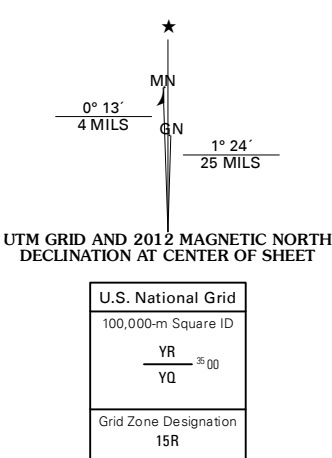 ★
MN
0° 13´
4 MILS
GN
1° 24´
25 MILS
UTM GRID AND 2012 MAGNETIC NORTH
DECLINATION AT CENTER OF SHEET
U.S. National Grid
100,000-m Square ID
YR
35 00
YQ
Grid Zone Designation
15R